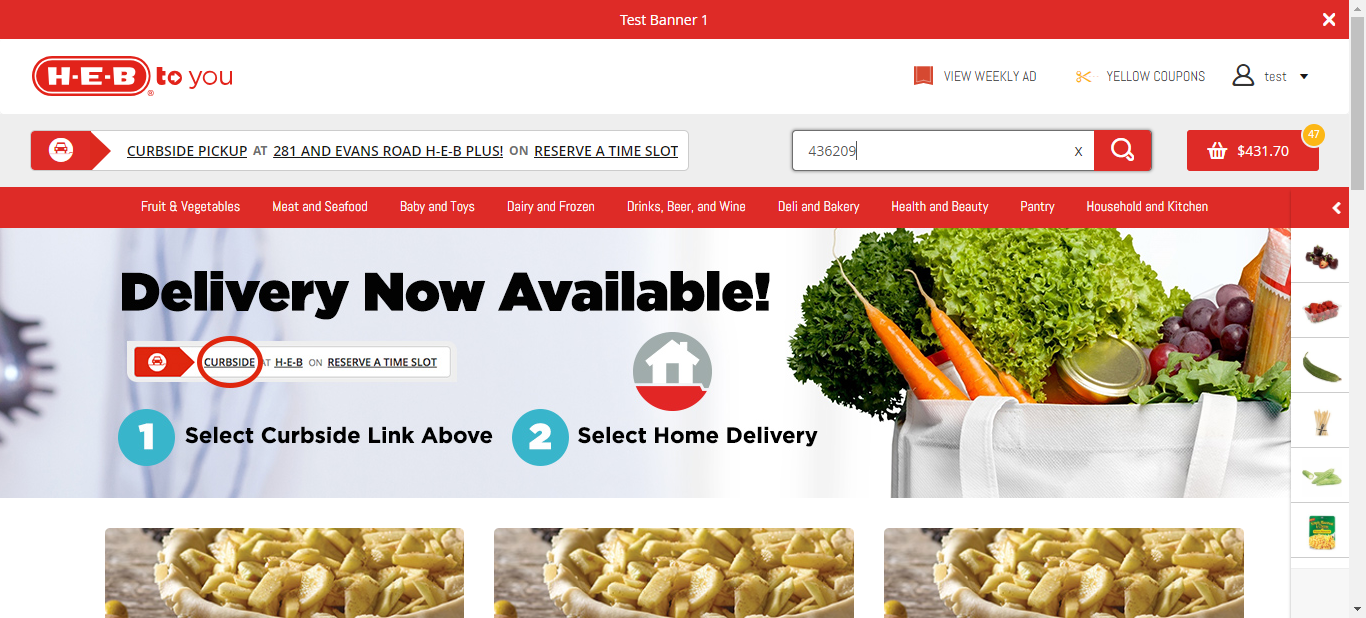 Test Banner 1
H-E-B to you
VIEW WEEKLY AD
YELLOW COUPONS
test
CURBSIDE PICKUP AT 281 AND EVANS ROAD H-E-B PLUS! ON RESERVE A TIME SLOT
436209
X
47
$431.70
Fruit & Vegetables
Meat and Seafood
Baby and Toys
Dairy and Frozen
Drinks, Beer, and Wine
Deli and Bakery
Health and Beauty
Pantry
Household and Kitchen
Delivery Now Available!
CURBSIDE AT H-E-B ON RESERVE A TIME SLOT
1 Select Curbside Link Above
2 Select Home Delivery